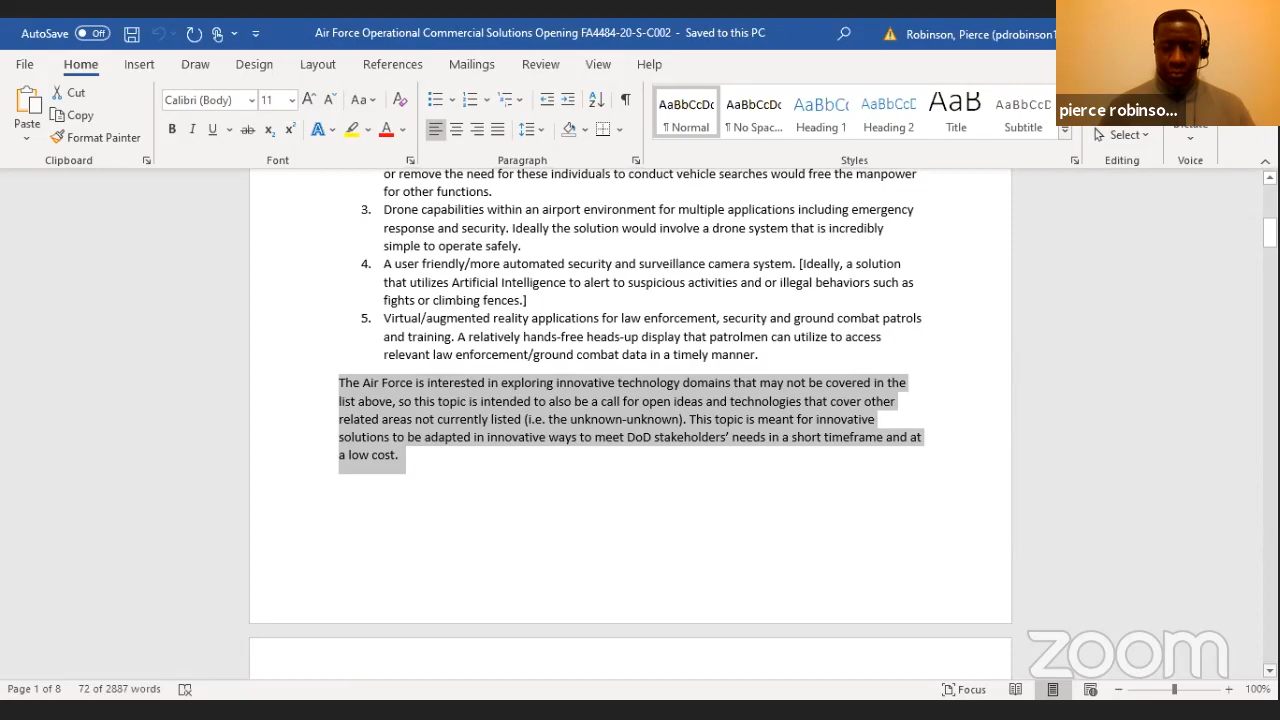 AutoSave Off Air Force Operational Commercial Solutions Opening FA4484-20-S-C002 - Saved to this PC Robinson, Pierce (pdrobinson1
File Home Insert Draw Design Layout References Mailings Review View Help
Paste Cut Copy Format Painter
Calibri (Body) 11 Aa
B I U ab x2 x2 A A
AaBbCcDc AaBbCcDc AaBbCc AaBbCcD AaB AaBbCcD
¶ Normal ¶ No Spac... Heading 1 Heading 2 Title Subtitle
Select
Clipboard Font Paragraph Styles Editing Voice
pierce robinso...
or remove the need for these individuals to conduct vehicle searches would free the manpower
for other functions.
3. Drone capabilities within an airport environment for multiple applications including emergency
response and security. Ideally the solution would involve a drone system that is incredibly
simple to operate safely.
4. A user friendly/more automated security and surveillance camera system. [Ideally, a solution
that utilizes Artificial Intelligence to alert to suspicious activities and or illegal behaviors such as
fights or climbing fences.]
5. Virtual/augmented reality applications for law enforcement, security and ground combat patrols
and training. A relatively hands-free heads-up display that patrolmen can utilize to access
relevant law enforcement/ground combat data in a timely manner.
The Air Force is interested in exploring innovative technology domains that may not be covered in the
list above, so this topic is intended to also be a call for open ideas and technologies that cover other
related areas not currently listed (i.e. the unknown-unknown). This topic is meant for innovative
solutions to be adapted in innovative ways to meet DoD stakeholders’ needs in a short timeframe and at
a low cost.
zoom
Page 1 of 8 72 of 2887 words Focus 100%